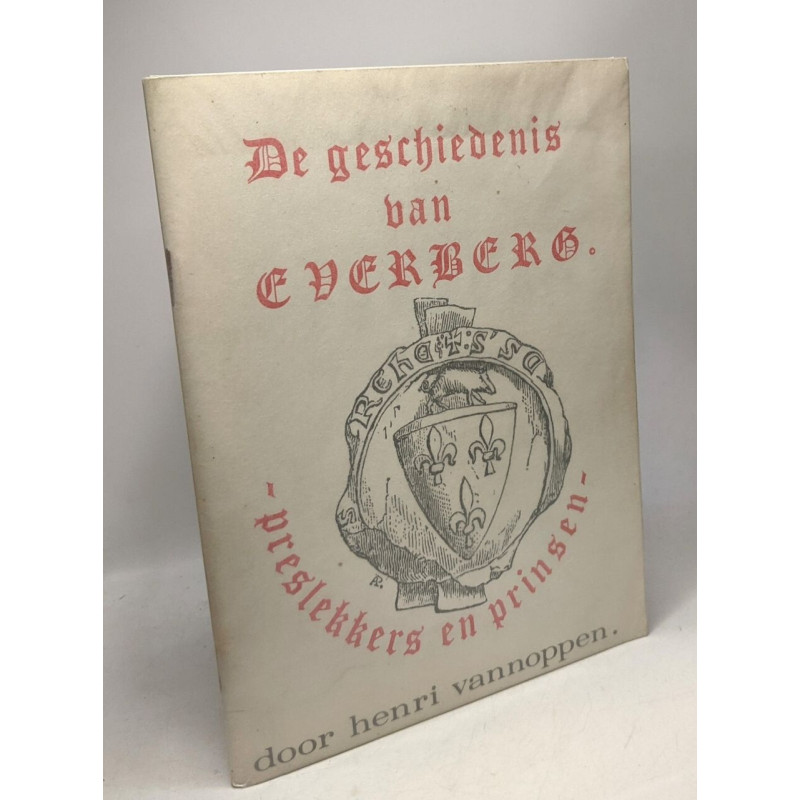 De geschiedenis
van
EVERBERG.
-preslekkers en prinsen-
door henri vannoppen.